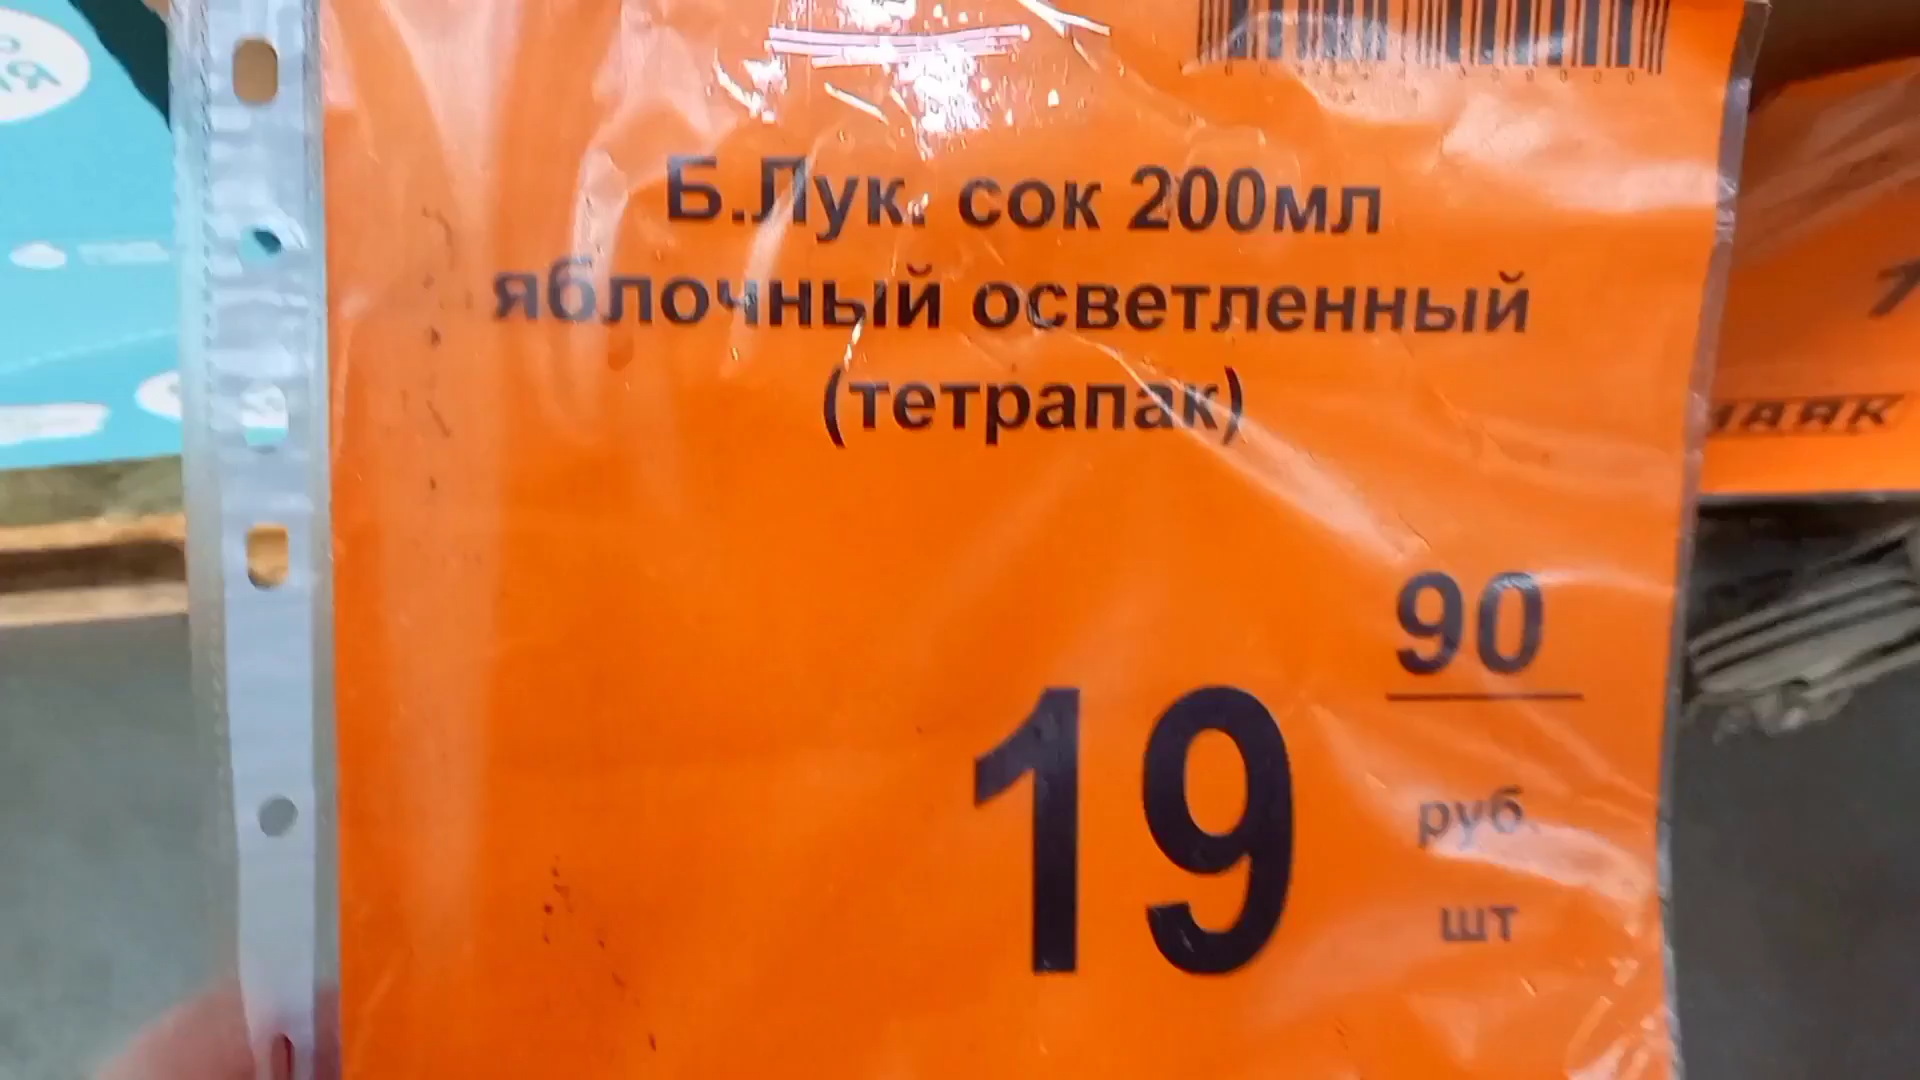 Б.Лук. сок 200мл
яблочный осветленный
(тетрапак)
19
90
руб.
шт